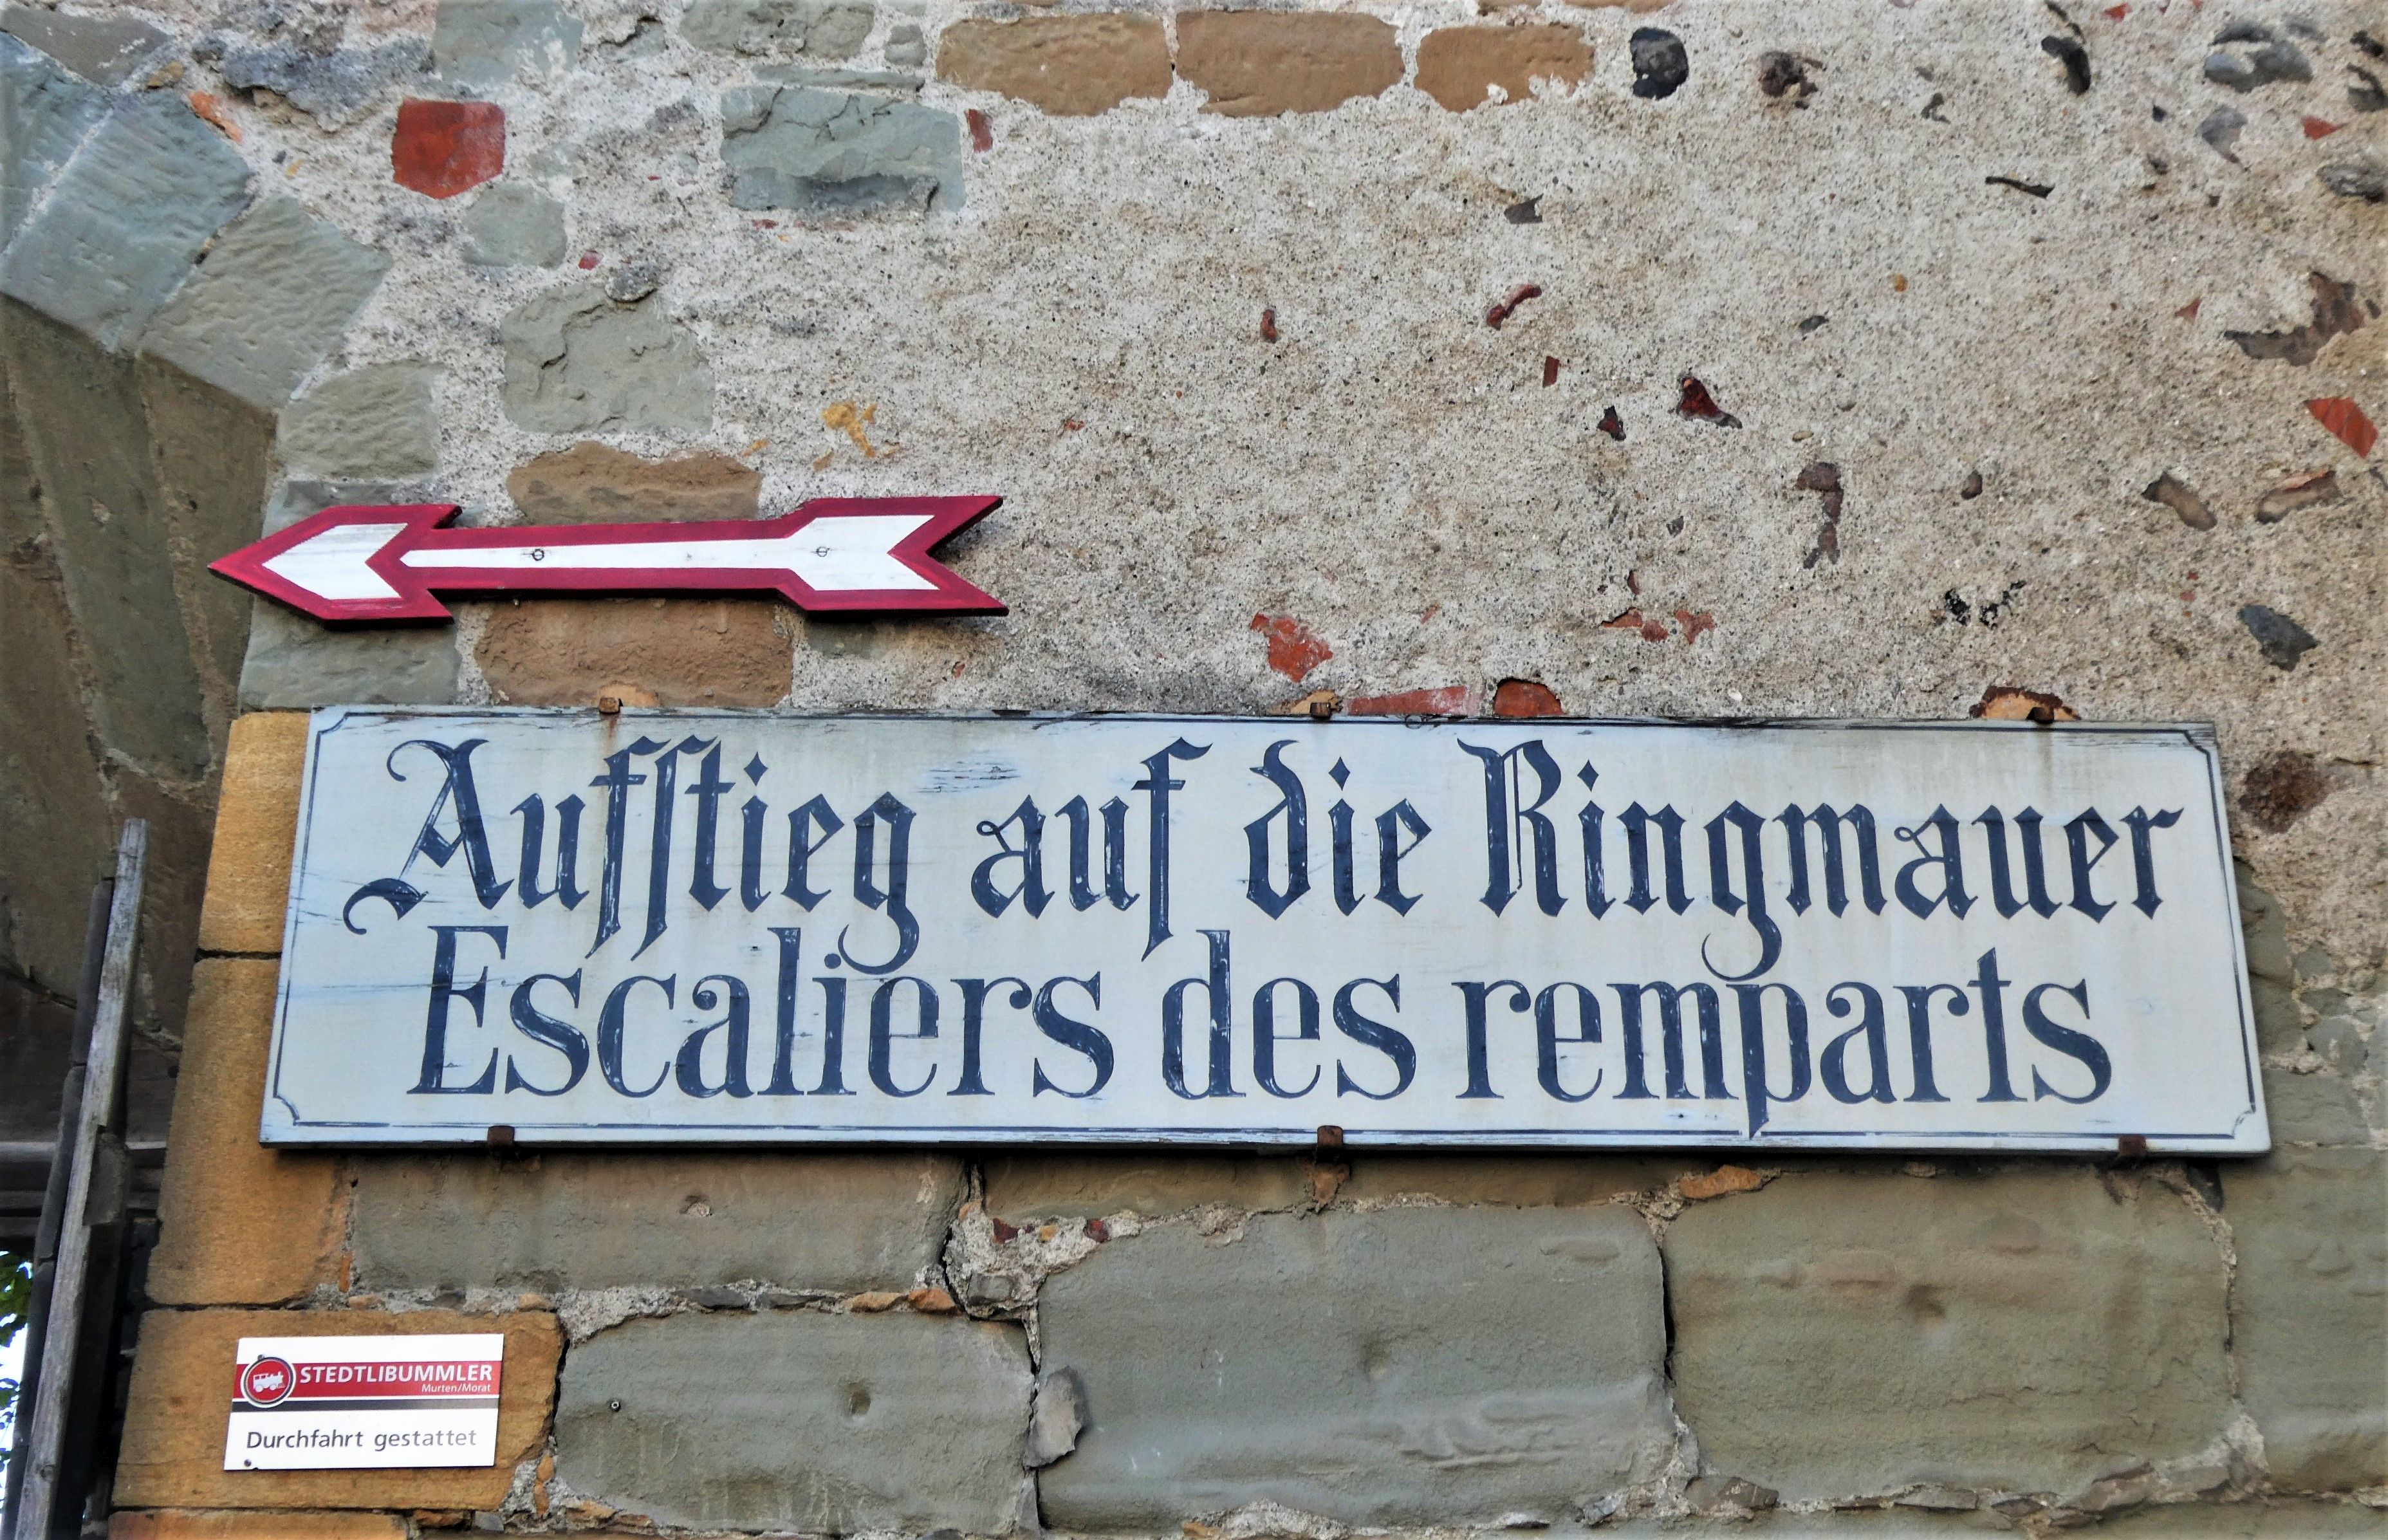 Aufſtieg auf die Ringmauer
Escaliers des remparts
STEDTLIBUMMLER
Murten/Morat
Durchfahrt gestattet